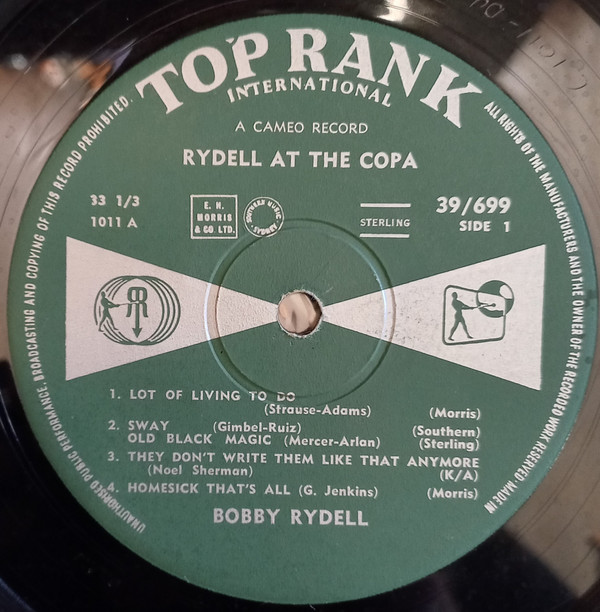 TOP RANK
INTERNATIONAL
A CAMEO RECORD
RYDELL AT THE COPA
33 1/3
1011 A
E. H.
MORRIS
& CO LTD.
SOUTHERN MUSIC
SYDNEY
STERLING
39/699
SIDE 1
1. LOT OF LIVING TO DO
(Strause-Adams) (Morris)
2. SWAY (Gimbel-Ruiz) (Southern)
OLD BLACK MAGIC (Mercer-Arlan) (Sterling)
3. THEY DON'T WRITE THEM LIKE THAT ANYMORE
(Noel Sherman) (K/A)
4. HOMESICK THAT'S ALL (G. Jenkins) (Morris)
BOBBY RYDELL
UNAUTHORISED PUBLIC PERFORMANCE, BROADCASTING AND COPYING OF THIS RECORD PROHIBITED.
ALL RIGHTS OF THE MANUFACTURERS AND THE OWNER OF THE RECORDED WORK RESERVED MADE IN